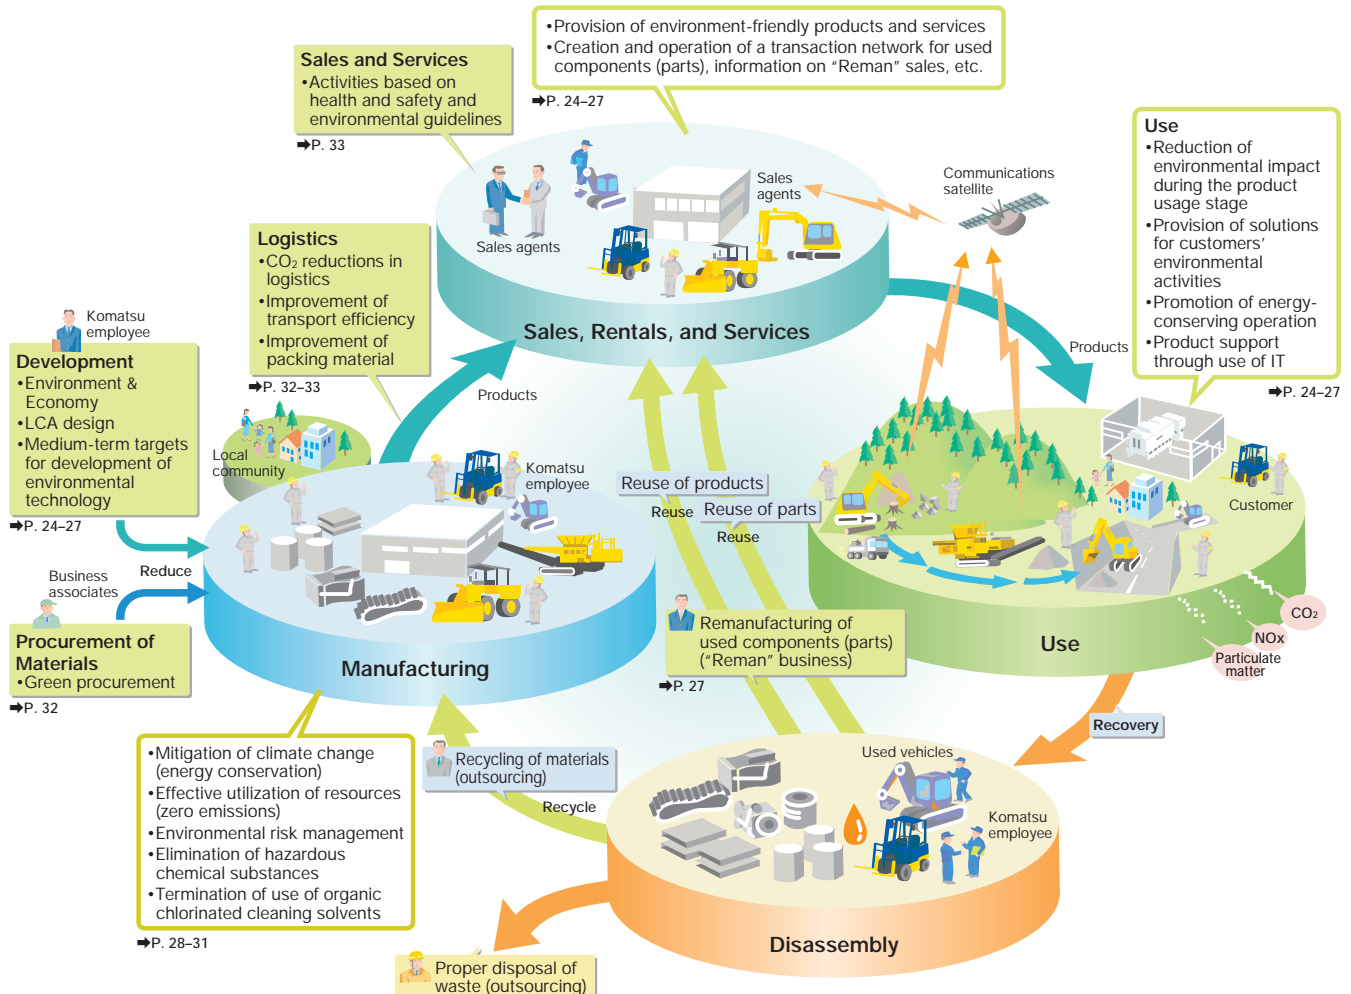 •Provision of environment-friendly products and services
•Creation and operation of a transaction network for used
components (parts), information on “Reman” sales, etc.
➡P. 24–27
Sales and Services
•Activities based on
health and safety and
environmental guidelines
➡P. 33
Use
•Reduction of
environmental impact
during the product
usage stage
•Provision of solutions
for customers’
environmental
activities
•Promotion of energy-
conserving operation
•Product support
through use of IT
➡P. 24–27
Communications
satellite
Sales
agents
Sales agents
Sales, Rentals, and Services
Logistics
•CO₂ reductions in
logistics
•Improvement of
transport efficiency
•Improvement of
packing material
➡P. 32–33
Komatsu
employee
Development
•Environment &
Economy
•LCA design
•Medium-term targets
for development of
environmental
technology
➡P. 24–27
Products
Products
Local
community
Komatsu
employee
Reuse of products
Reuse
Reuse of parts
Reuse
Customer
Reduce
Business
associates
Procurement of
Materials
•Green procurement
➡P. 32
Manufacturing
Remanufacturing of
used components (parts)
(“Reman” business)
➡P. 27
Use
CO₂
NOx
Particulate
matter
Recovery
•Mitigation of climate change
(energy conservation)
•Effective utilization of resources
(zero emissions)
•Environmental risk management
•Elimination of hazardous
chemical substances
•Termination of use of organic
chlorinated cleaning solvents
➡P. 28–31
Recycling of materials
(outsourcing)
Recycle
Used vehicles
Komatsu
employee
Disassembly
Proper disposal of
waste (outsourcing)